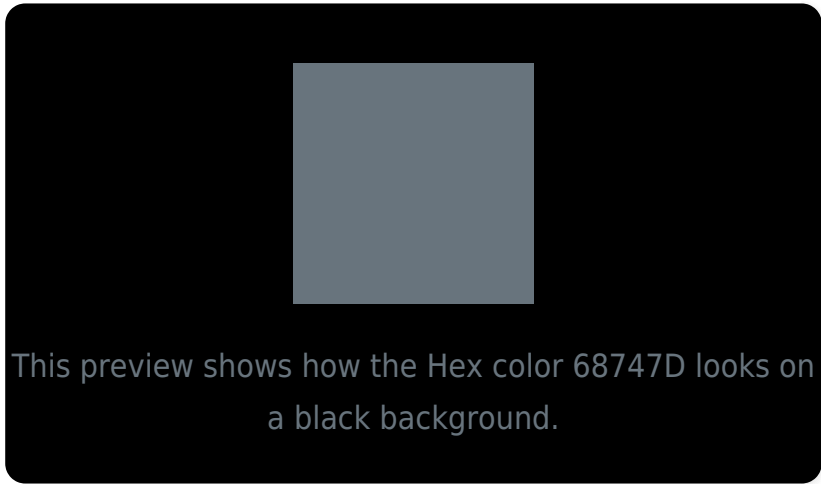 This preview shows how the Hex color 68747D looks on
a black background.